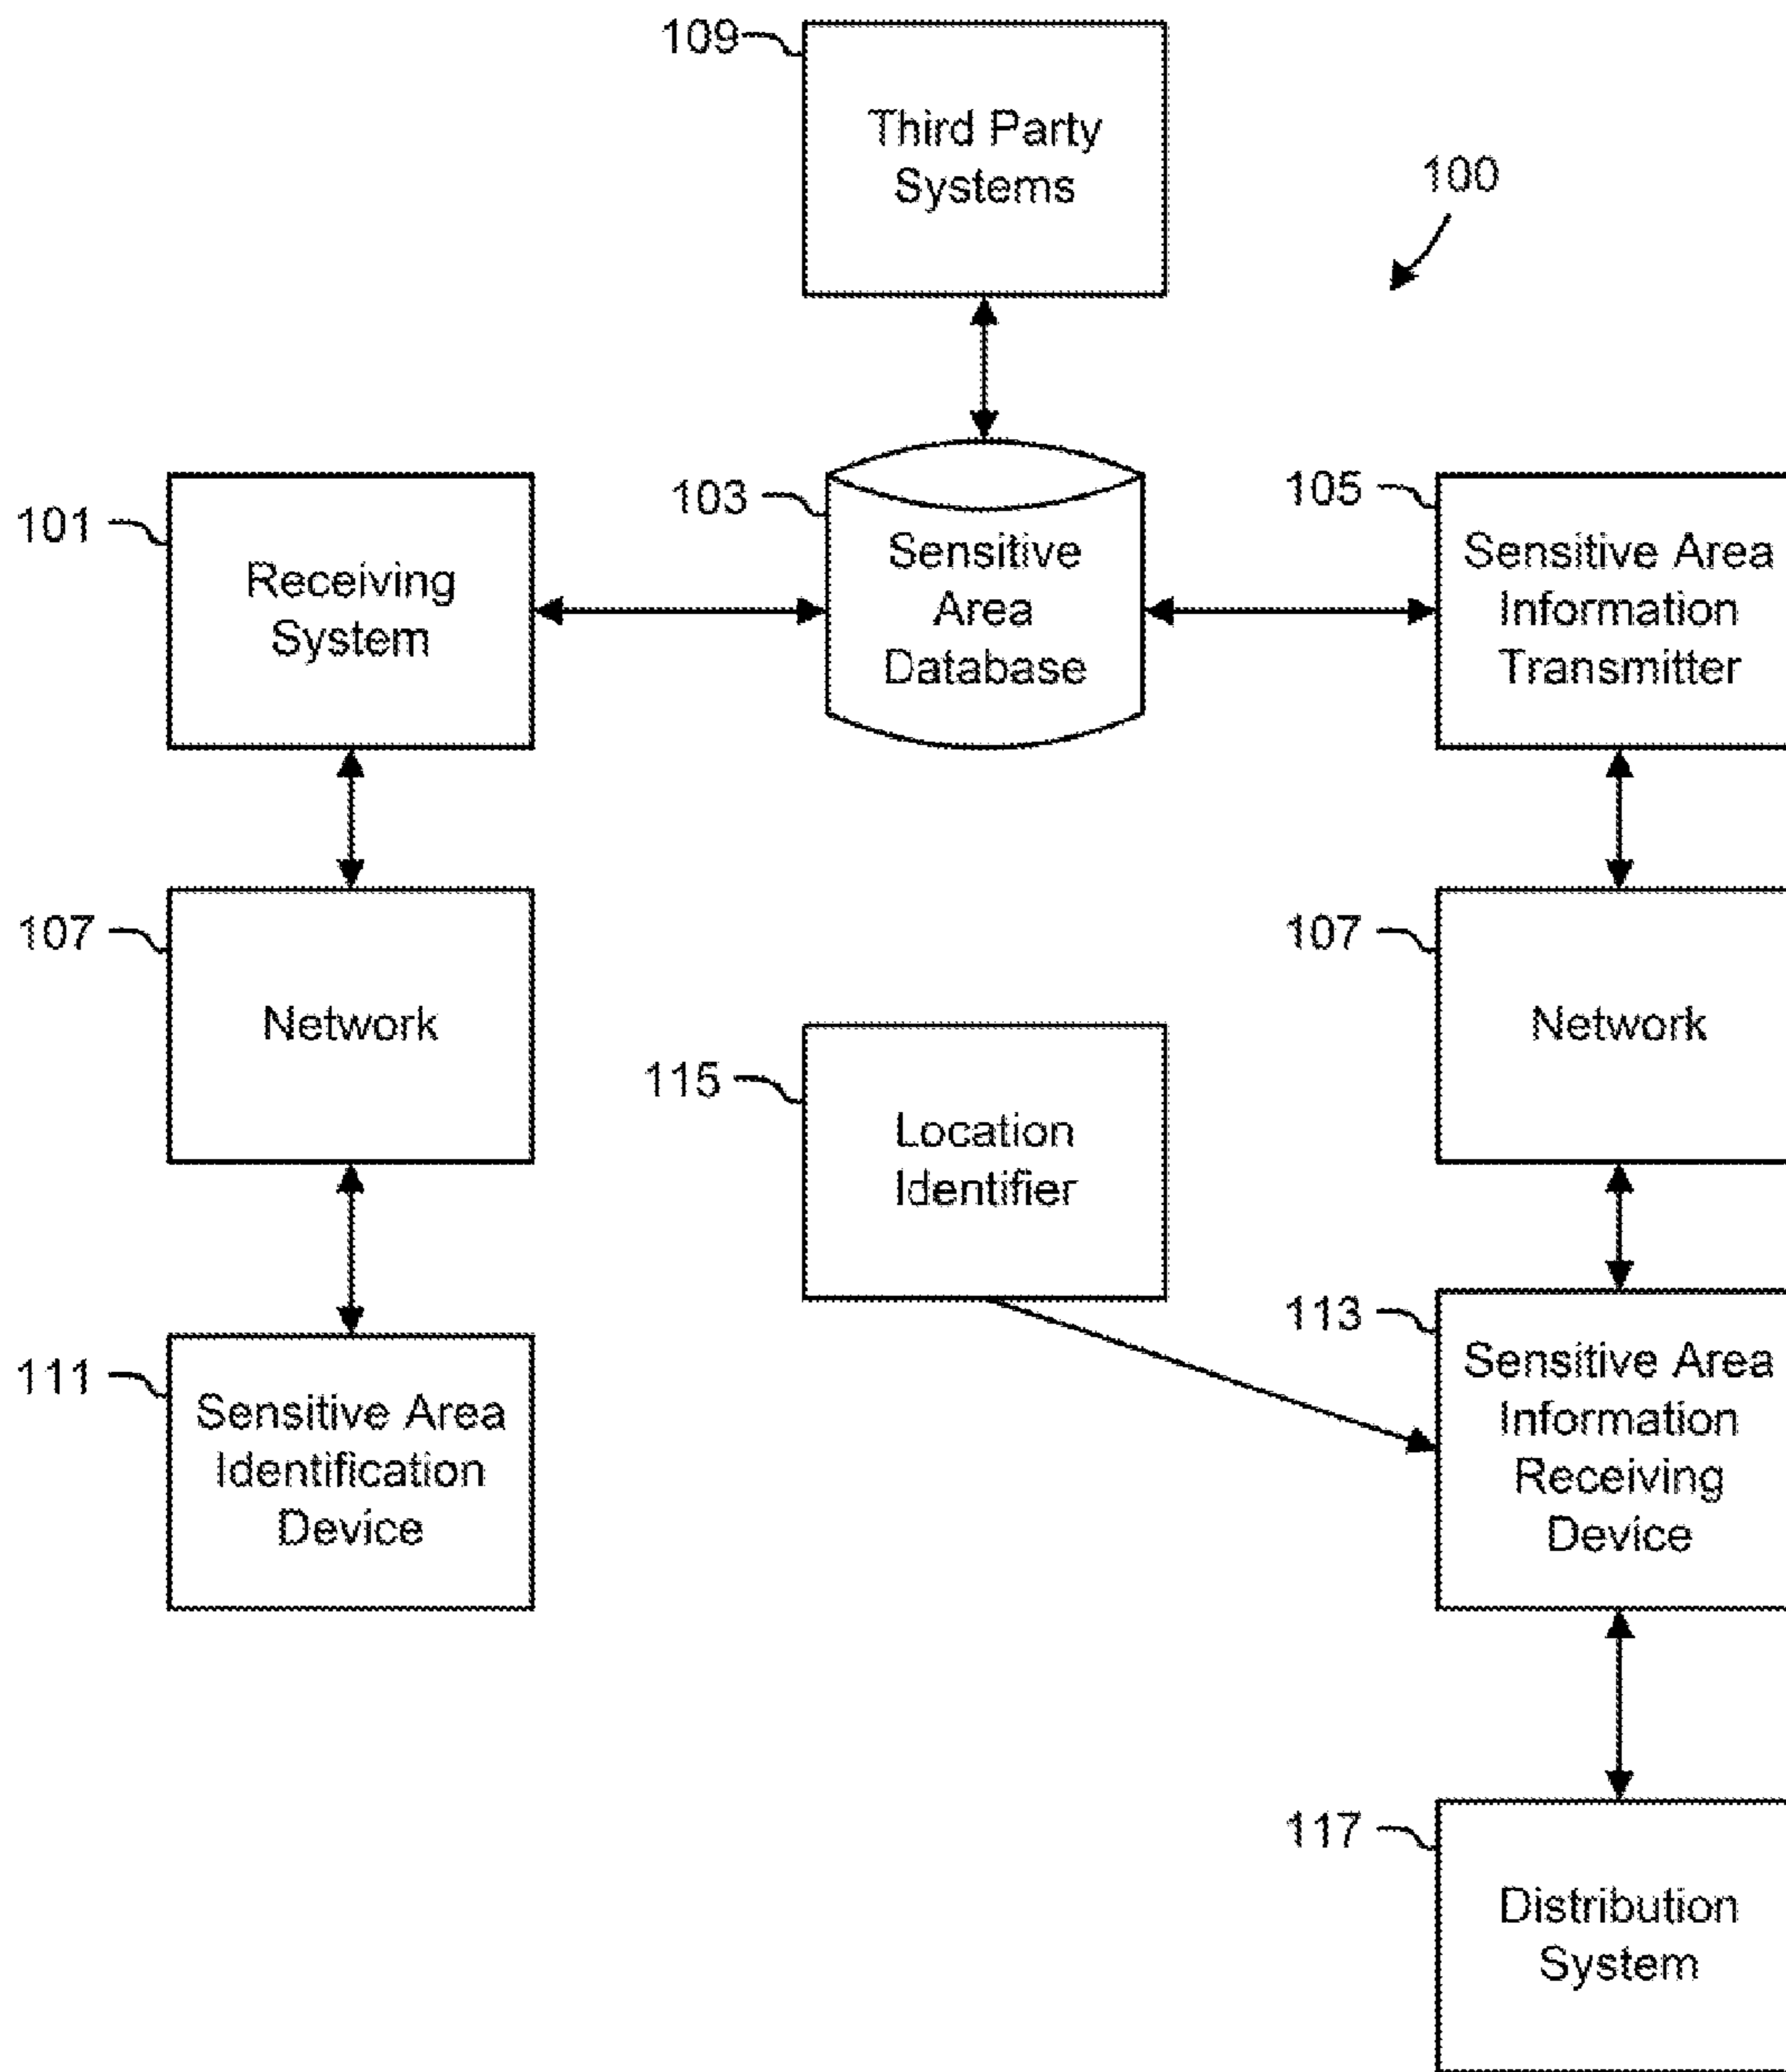 109
Third Party
Systems
100
101
Receiving
System
103
Sensitive
Area
Database
105
Sensitive Area
Information
Transmitter
107
Network
107
Network
115
Location
Identifier
111
Sensitive Area
Identification
Device
113
Sensitive Area
Information
Receiving
Device
117
Distribution
System